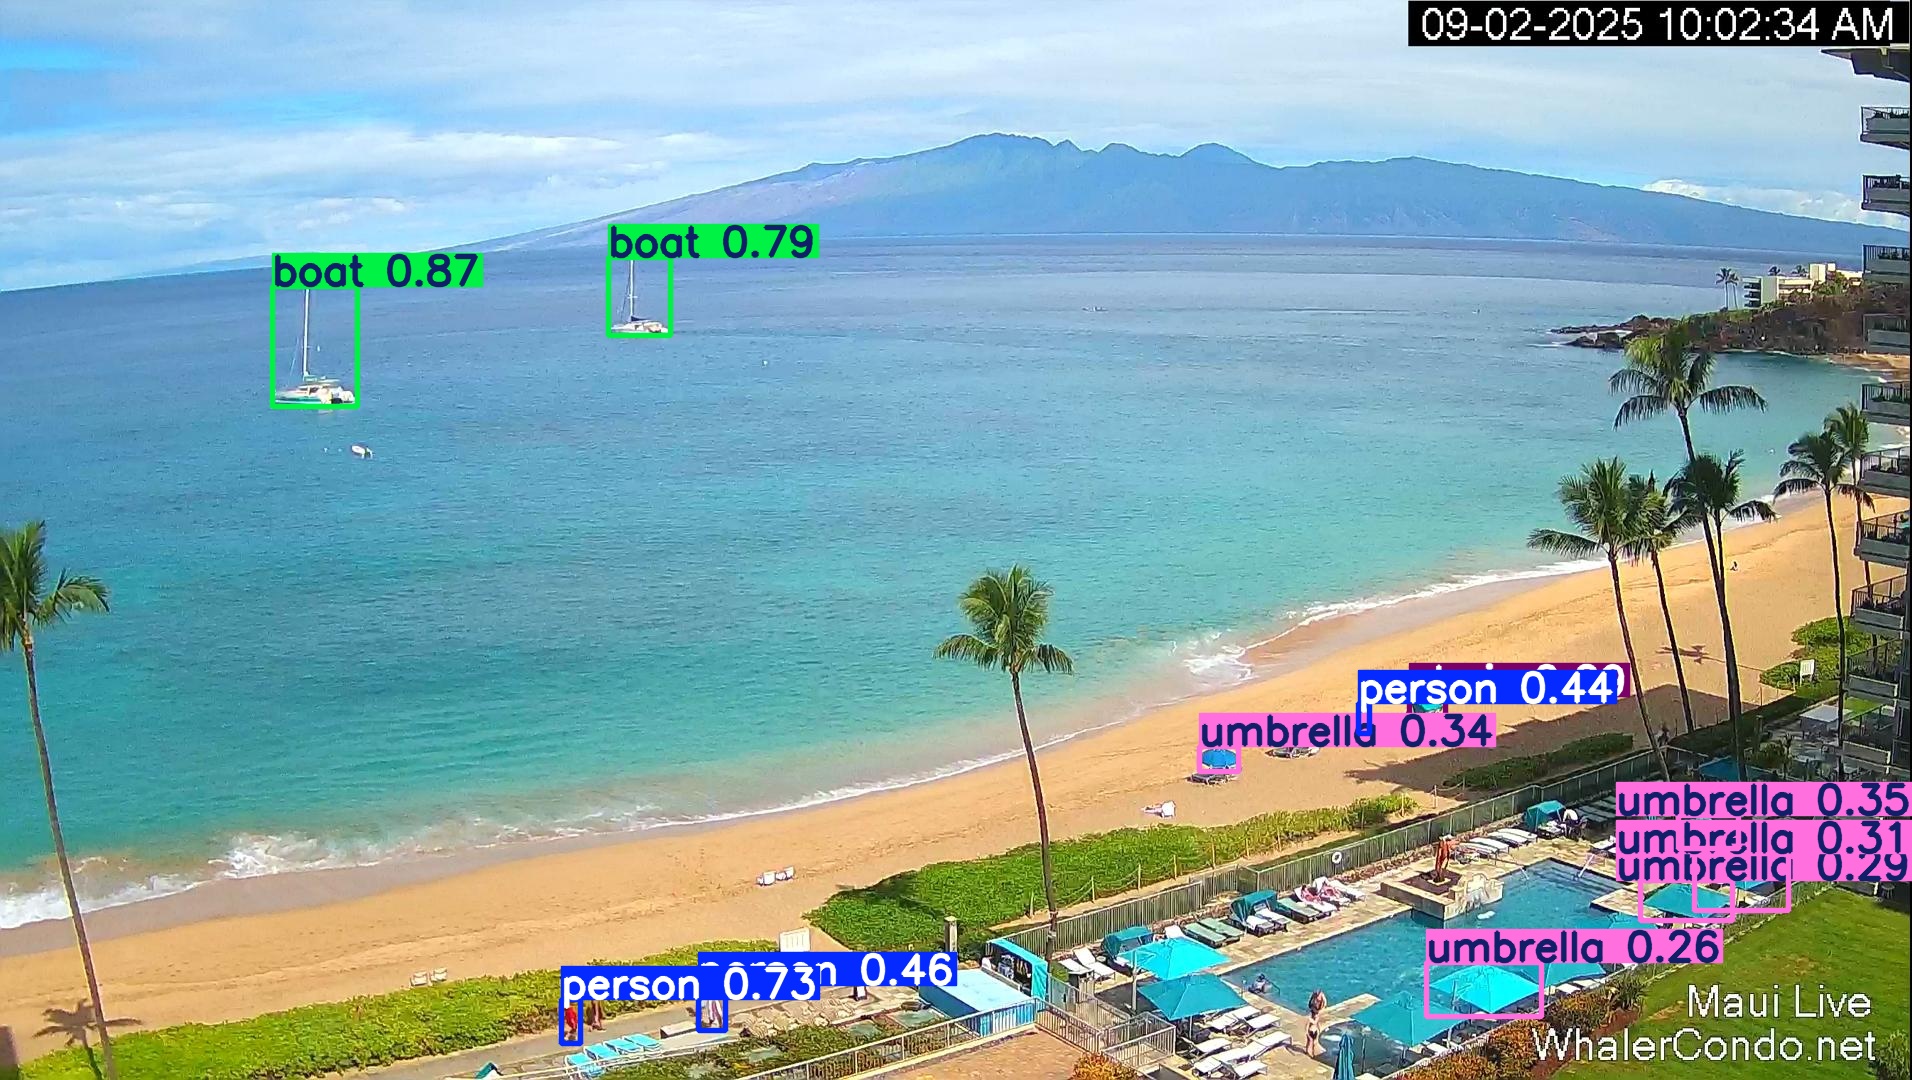 09-02-2025 10:02:34 AM
boat 0.79
boat 0.87
person 0.44
umbrella 0.34
umbrella 0.35
umbrella 0.31
umbrella 0.29
umbrella 0.26
0.46
person 0.73
Maui Live
WhalerCondo.net